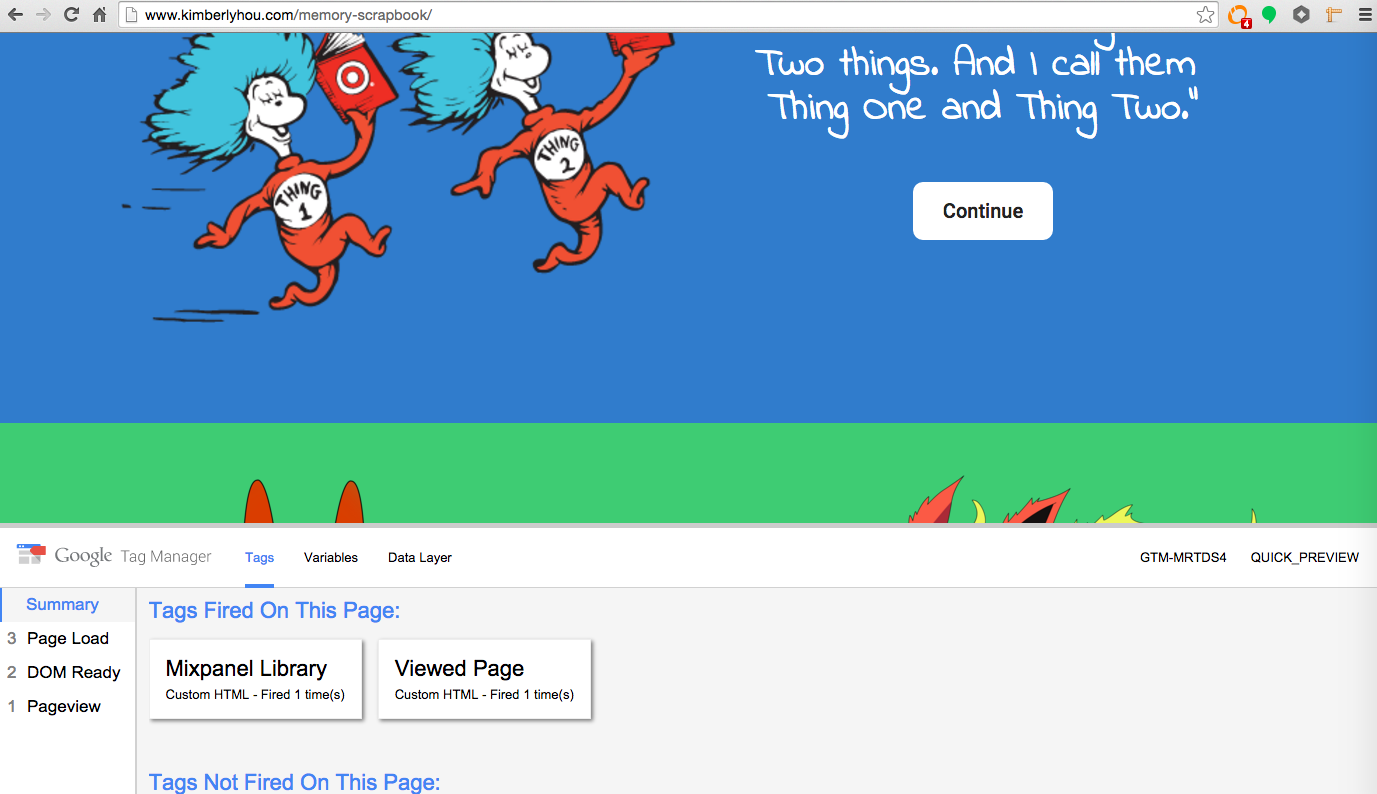 www.kimberlyhou.com/memory-scrapbook/
4
Two things. And I call them
Thing One and Thing Two."
THING
1
THING
2
Continue
Google Tag Manager
Tags
Variables
Data Layer
GTM-MRTDS4
QUICK_PREVIEW
Summary
3 Page Load
2 DOM Ready
1 Pageview
Tags Fired On This Page:
Mixpanel Library
Custom HTML - Fired 1 time(s)
Viewed Page
Custom HTML - Fired 1 time(s)
Tags Not Fired On This Page: